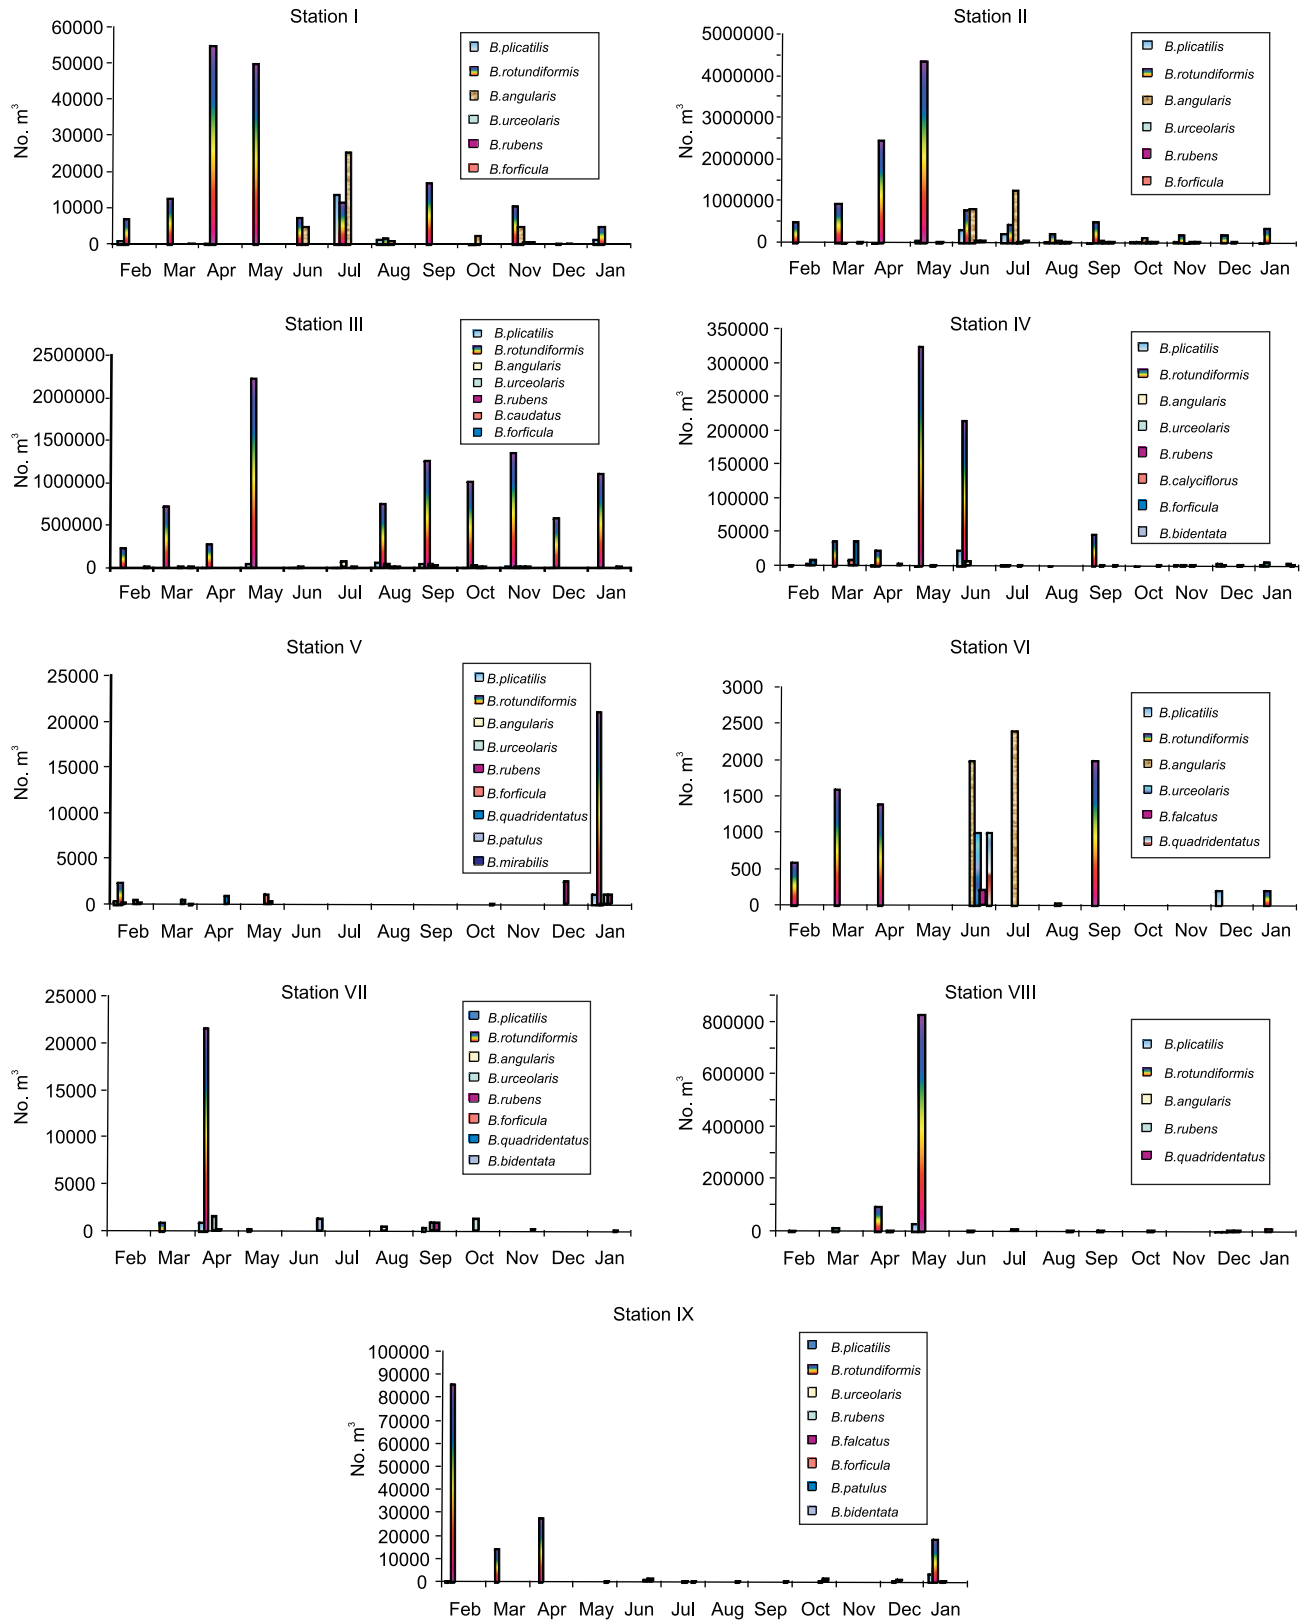 Station I
No. m³
60000
50000
40000
30000
20000
10000
0
Feb Mar Apr May Jun Jul Aug Sep Oct Nov Dec Jan
B.plicatilis
B.rotundiformis
B.angularis
B.urceolaris
B.rubens
B.forficula
Station II
No. m³
5000000
4000000
3000000
2000000
1000000
0
Feb Mar Apr May Jun Jul Aug Sep Oct Nov Dec Jan
B.plicatilis
B.rotundiformis
B.angularis
B.urceolaris
B.rubens
B.forficula
Station III
No. m³
2500000
2000000
1500000
1000000
500000
0
Feb Mar Apr May Jun Jul Aug Sep Oct Nov Dec Jan
B.plicatilis
B.rotundiformis
B.angularis
B.urceolaris
B.rubens
B.caudatus
B.forficula
Station IV
No. m³
350000
300000
250000
200000
150000
100000
50000
0
Feb Mar Apr May Jun Jul Aug Sep Oct Nov Dec Jan
B.plicatilis
B.rotundiformis
B.angularis
B.urceolaris
B.rubens
B.calyciflorus
B.forficula
B.bidentata
Station V
No. m³
25000
20000
15000
10000
5000
0
Feb Mar Apr May Jun Jul Aug Sep Oct Nov Dec Jan
B.plicatilis
B.rotundiformis
B.angularis
B.urceolaris
B.rubens
B.forficula
B.quadridentatus
B.patulus
B.mirabilis
Station VI
No. m³
3000
2500
2000
1500
1000
500
0
Feb Mar Apr May Jun Jul Aug Sep Oct Nov Dec Jan
B.plicatilis
B.rotundiformis
B.angularis
B.urceolaris
B.falcatus
B.quadridentatus
Station VII
No. m³
25000
20000
15000
10000
5000
0
Feb Mar Apr May Jun Jul Aug Sep Oct Nov Dec Jan
B.plicatilis
B.rotundiformis
B.angularis
B.urceolaris
B.rubens
B.forficula
B.quadridentatus
B.bidentata
Station VIII
No. m³
800000
600000
400000
200000
0
Feb Mar Apr May Jun Jul Aug Sep Oct Nov Dec Jan
B.plicatilis
B.rotundiformis
B.angularis
B.rubens
B.quadridentatus
Station IX
No. m³
100000
90000
80000
70000
60000
50000
40000
30000
20000
10000
0
Feb Mar Apr May Jun Jul Aug Sep Oct Nov Dec Jan
B.plicatilis
B.rotundiformis
B.urceolaris
B.rubens
B.falcatus
B.forficula
B.patulus
B.bidentata